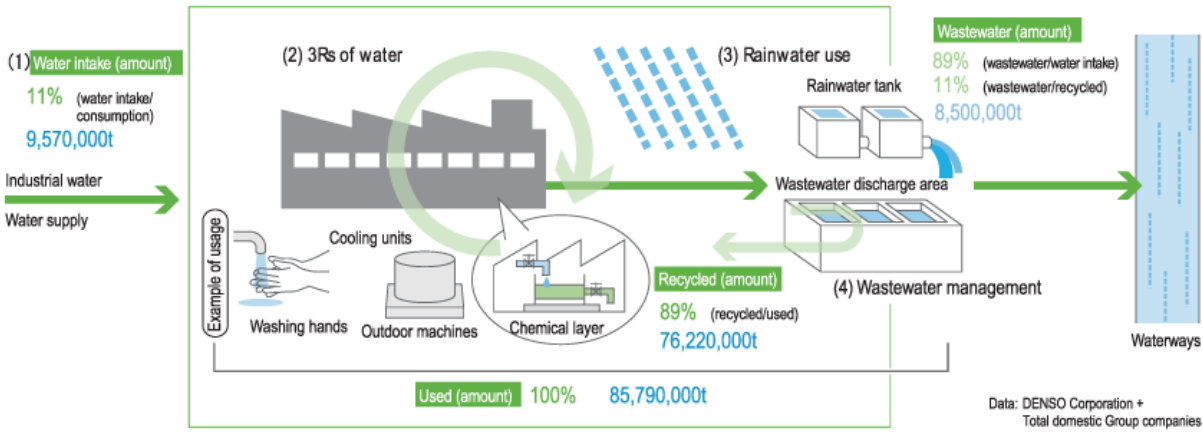 (1) Water intake (amount)
11% (water intake/
consumption)
9,570,000t
Industrial water
Water supply
(2) 3Rs of water
(3) Rainwater use
Rainwater tank
Wastewater (amount)
89% (wastewater/water intake)
11% (wastewater/recycled)
8,500,000t
Wastewater discharge area
(4) Wastewater management
Waterways
Example of usage
Washing hands
Cooling units
Outdoor machines
Chemical layer
Recycled (amount)
89% (recycled/used)
76,220,000t
Used (amount) 100% 85,790,000t
Data: DENSO Corporation +
Total domestic Group companies